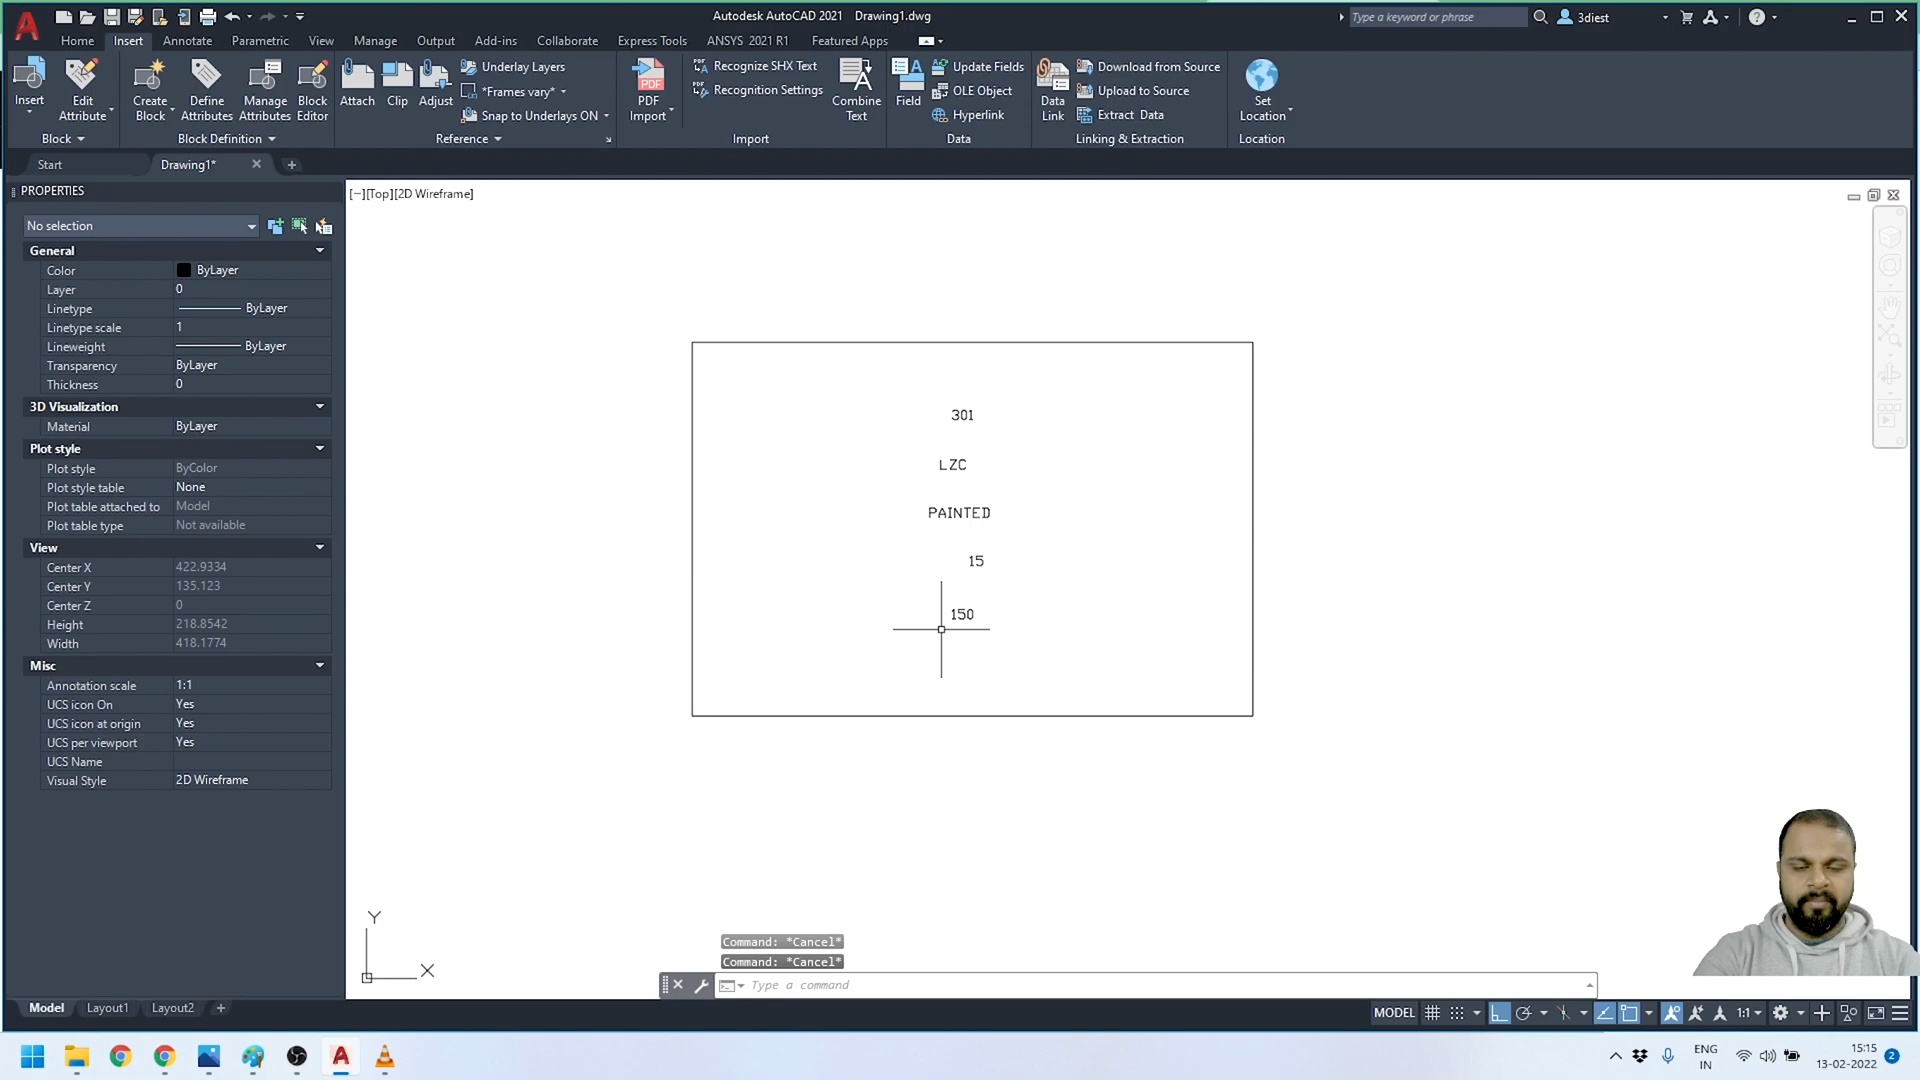 Autodesk AutoCAD 2021 Drawing1.dwg
Type a keyword or phrase
3diest
Home Insert Annotate Parametric View Manage Output Add-ins Collaborate Express Tools ANSYS 2021 R1 Featured Apps
Insert
Edit Attribute
Block
Create Block
Define Attributes
Manage Attributes
Block Editor
Block Definition
Attach
Clip
Adjust
Underlay Layers
*Frames vary*
Snap to Underlays ON
Reference
PDF Import
Recognize SHX Text
Recognition Settings
Combine Text
Import
Field
Update Fields
OLE Object
Hyperlink
Data
Data Link
Download from Source
Upload to Source
Extract Data
Linking & Extraction
Set Location
Location
Start
Drawing1*
PROPERTIES
No selection
General
Color ByLayer
Layer 0
Linetype ByLayer
Linetype scale 1
Lineweight ByLayer
Transparency ByLayer
Thickness 0
3D Visualization
Material ByLayer
Plot style
Plot style ByColor
Plot style table None
Plot table attached to Model
Plot table type Not available
View
Center X 422.9334
Center Y 135.123
Center Z 0
Height 218.8542
Width 418.1774
Misc
Annotation scale 1:1
UCS icon On Yes
UCS icon at origin Yes
UCS per viewport Yes
UCS Name
Visual Style 2D Wireframe
[−][Top][2D Wireframe]
301
LZC
PAINTED
15
150
Y
X
Command: *Cancel*
Command: *Cancel*
Type a command
Model Layout1 Layout2
MODEL
1:1
PDF
PDF
PDF
ENG
IN
15:15
13-02-2022
2